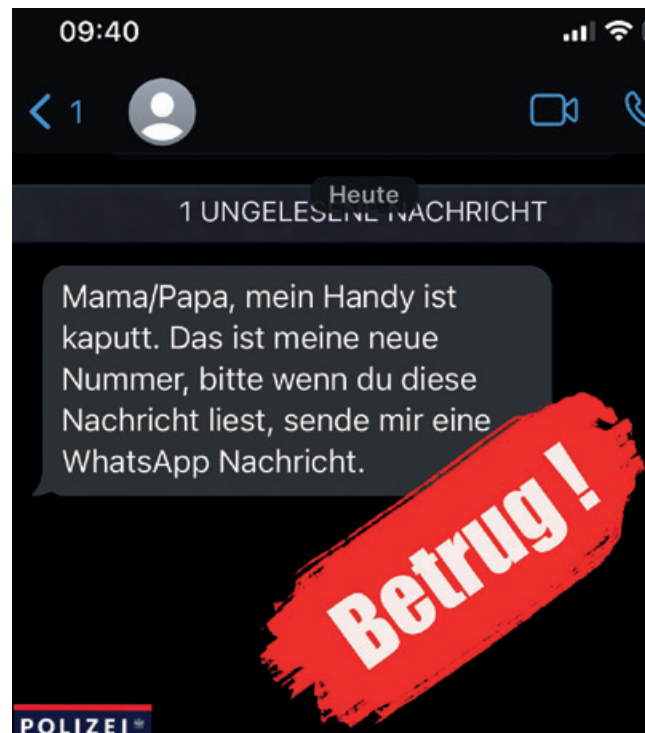 09:40
1
Heute
1 UNGELESENE NACHRICHT
Mama/Papa, mein Handy ist
kaputt. Das ist meine neue
Nummer, bitte wenn du diese
Nachricht liest, sende mir eine
WhatsApp Nachricht.
Betrug !
POLIZEI